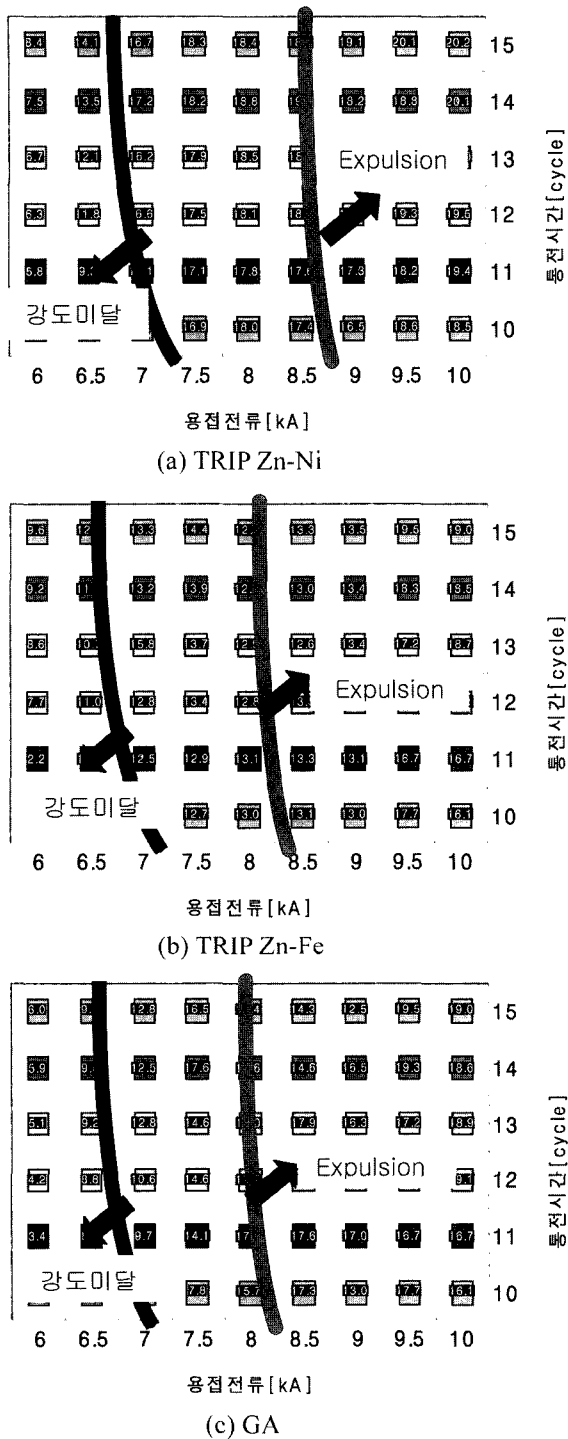 8.4 14.1 16.7 18.3 18.4 19.1 20.1 20.2 15
7.5 13.5 17.2 18.2 18.8 18.2 18.8 20.1 14
6.7 12.1 16.2 17.9 18.5 13
Expulsion
6.3 11.8 17.5 18.1 19.3 19.5 12
5.8 17.1 17.8 17.3 18.2 19.4 11
강도미달
16.9 18.0 17.4 16.5 18.6 18.5 10
6 6.5 7 7.5 8 8.5 9 9.5 10
용접전류[kA]
통전시간[cycle]
(a) TRIP Zn-Ni
9.6 13.3 14.4 13.3 13.5 19.5 19.0 15
9.2 13.2 13.9 13.0 13.4 18.3 18.5 14
8.6 15.8 13.7 12.6 13.4 17.2 18.7 13
7.7 11.0 12.8 13.4 12
Expulsion
2.2 12.5 12.9 13.1 13.3 13.1 16.7 16.7 11
강도미달
12.7 13.0 13.1 13.0 17.7 16.1 10
6 6.5 7 7.5 8 8.5 9 9.5 10
용접전류[kA]
통전시간[cycle]
(b) TRIP Zn-Fe
6.0 12.8 16.5 14.3 12.5 19.5 19.0 15
5.9 12.5 17.6 14.6 16.5 19.3 18.6 14
5.1 9.2 12.8 14.6 17.9 16.3 17.2 18.9 13
Expulsion
4.2 8.8 10.6 14.6 12
3.4 9.7 14.1 17.6 17.0 16.7 16.7 11
강도미달
7.8 15.7 17.3 13.0 17.7 16.1 10
6 6.5 7 7.5 8 8.5 9 9.5 10
용접전류[kA]
통전시간[cycle]
(c) GA